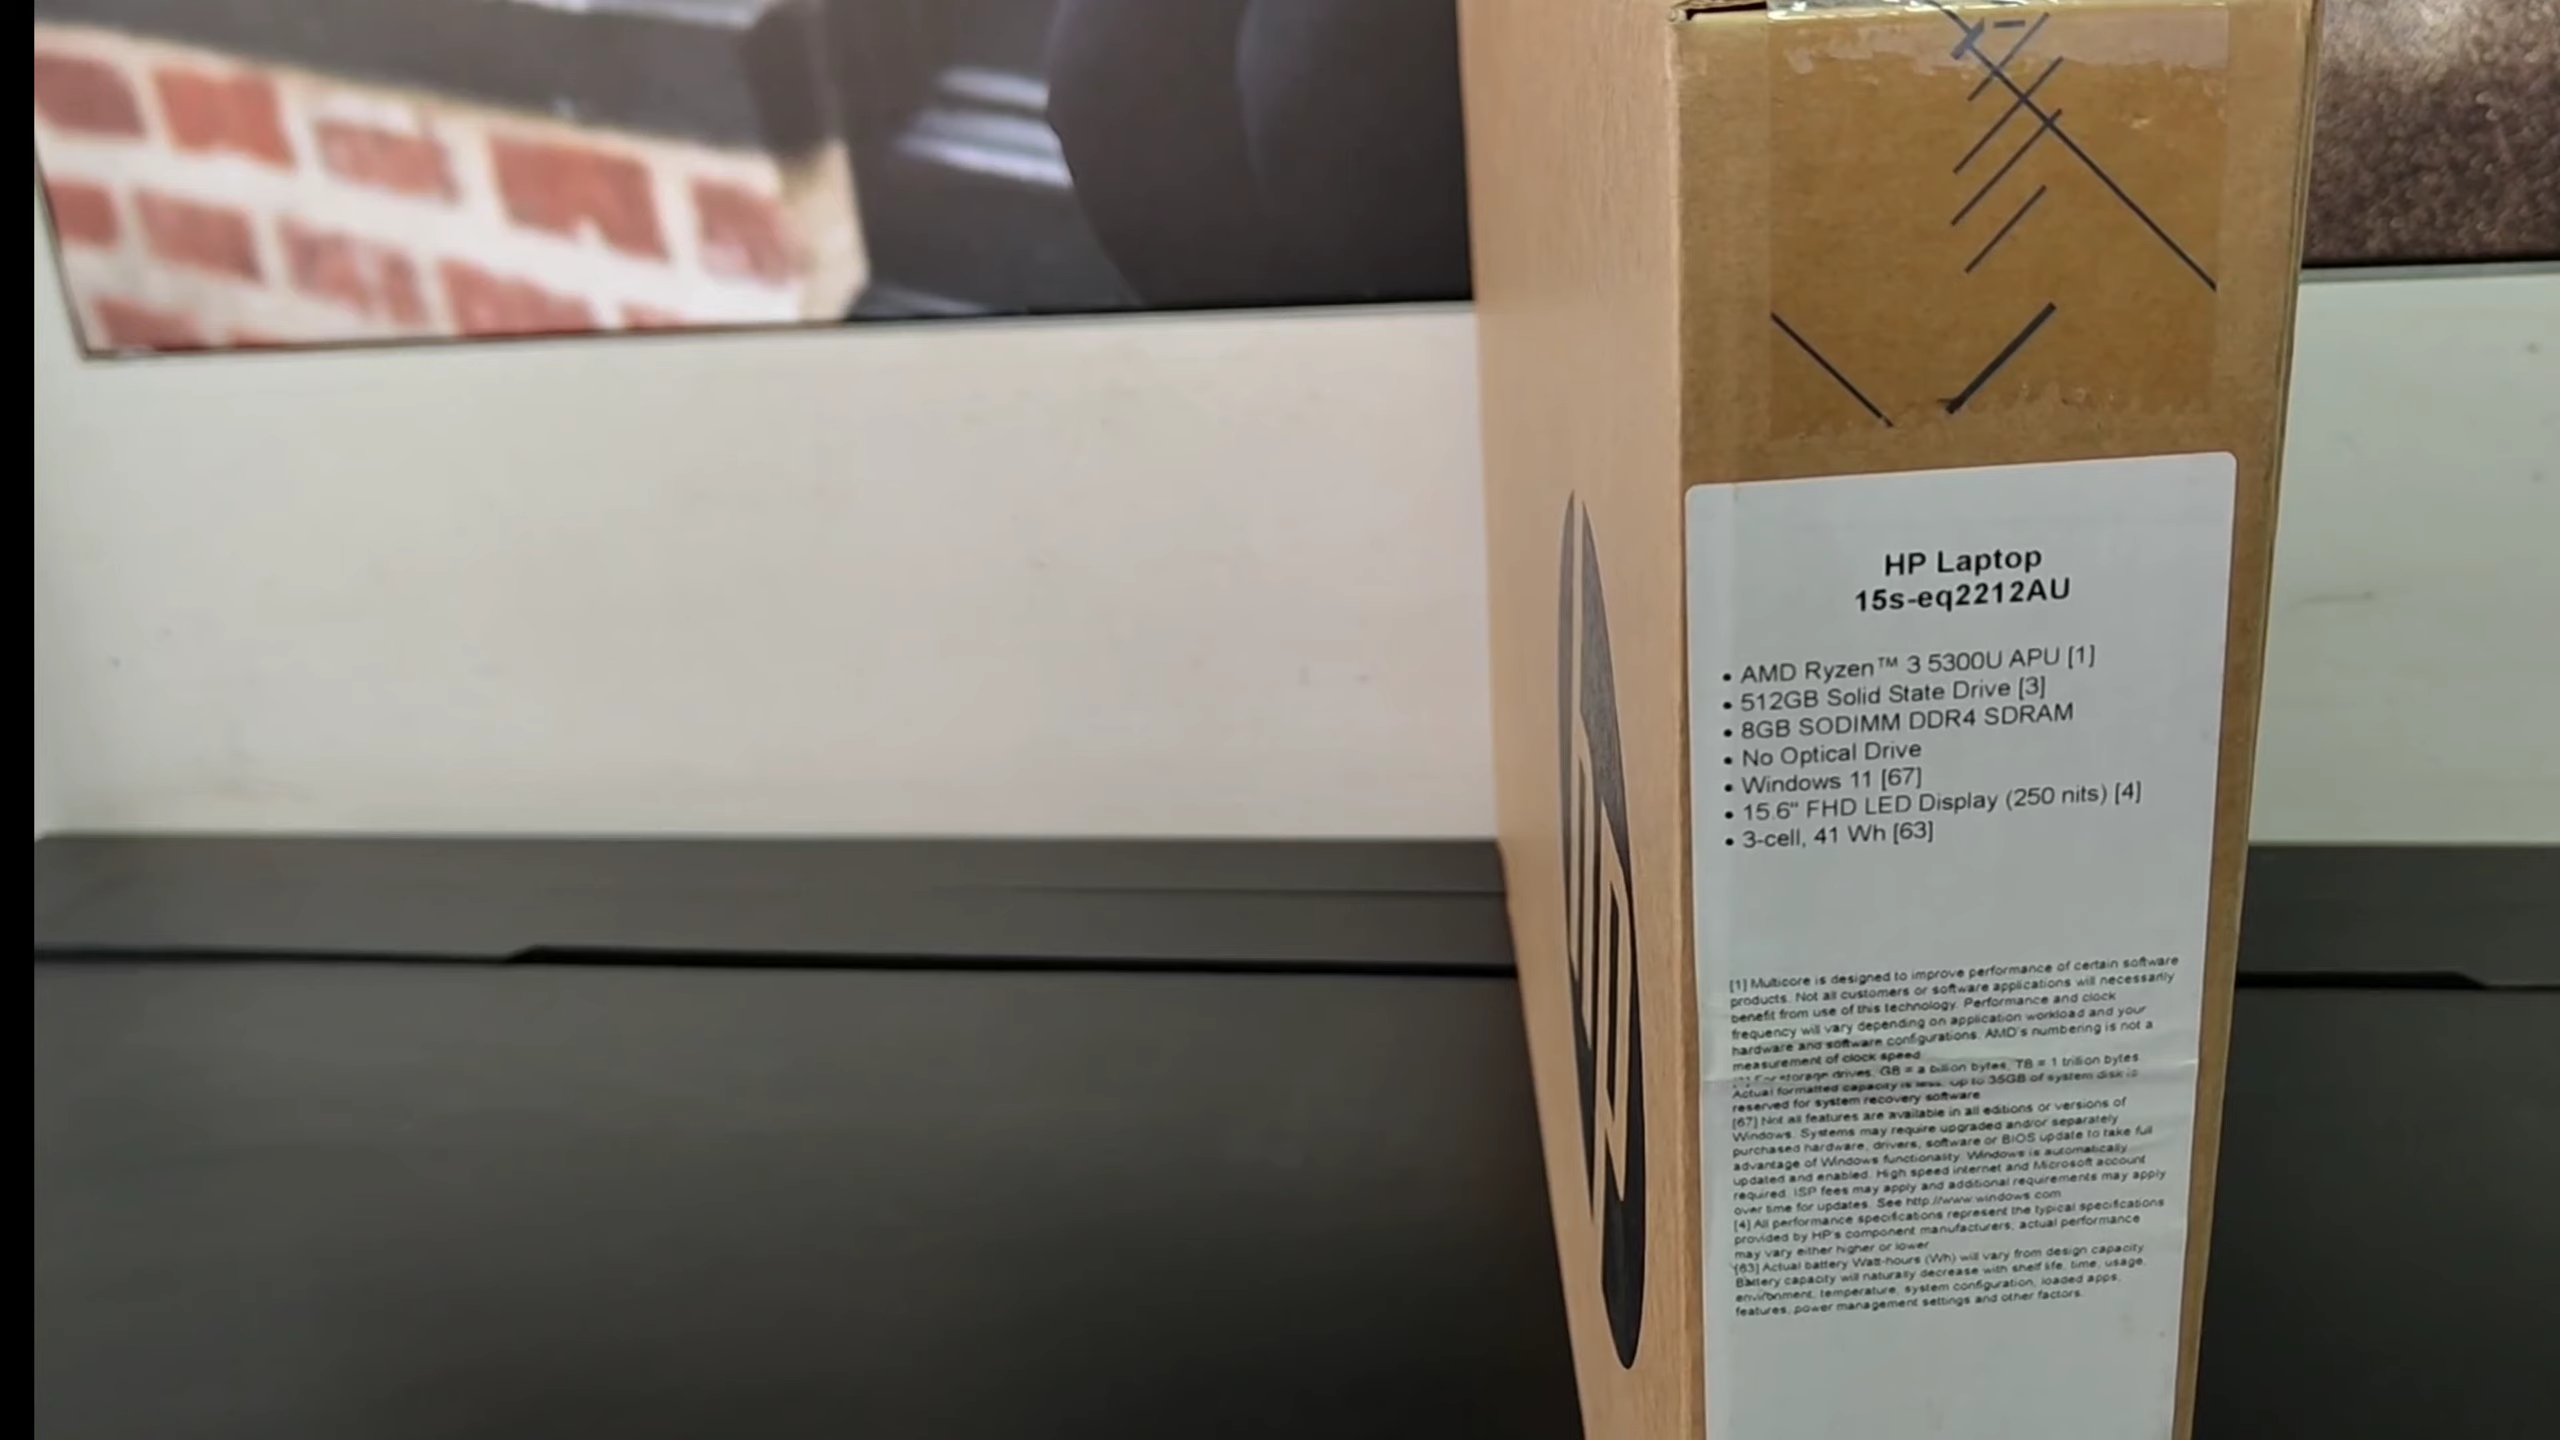 HP Laptop
15s-eq2212AU
• AMD Ryzen™ 3 5300U APU [1]
• 512GB Solid State Drive [3]
• 8GB SODIMM DDR4 SDRAM
• No Optical Drive
• Windows 11 [67]
• 15.6" FHD LED Display (250 nits) [4]
• 3-cell, 41 Wh [63]
[1] Multicore is designed to improve performance of certain software
products. Not all customers or software applications will necessarily
benefit from use of this technology. Performance and clock
frequency will vary depending on application workload and your
hardware and software configurations. AMD's numbering is not a
measurement of clock speed
For storage drives, GB = a billion bytes. TB = 1 trillion bytes.
Actual formatted capacity is less. Up to 35GB of system disk is
reserved for system recovery software
[67] Not all features are available in all editions or versions of
Windows. Systems may require upgraded and/or separately
purchased hardware, drivers, software or BIOS update to take full
advantage of Windows functionality. Windows is automatically
updated and enabled. High speed internet and Microsoft account
required. ISP fees may apply and additional requirements may apply
over time for updates. See http://www.windows.com
[4] All performance specifications represent the typical specifications
provided by HP's component manufacturers; actual performance
may vary either higher or lower
[63] Actual battery Watt-hours (Wh) will vary from design capacity.
Battery capacity will naturally decrease with shelf life, time, usage,
environment, temperature, system configuration, loaded apps,
features, power management settings and other factors.
hp